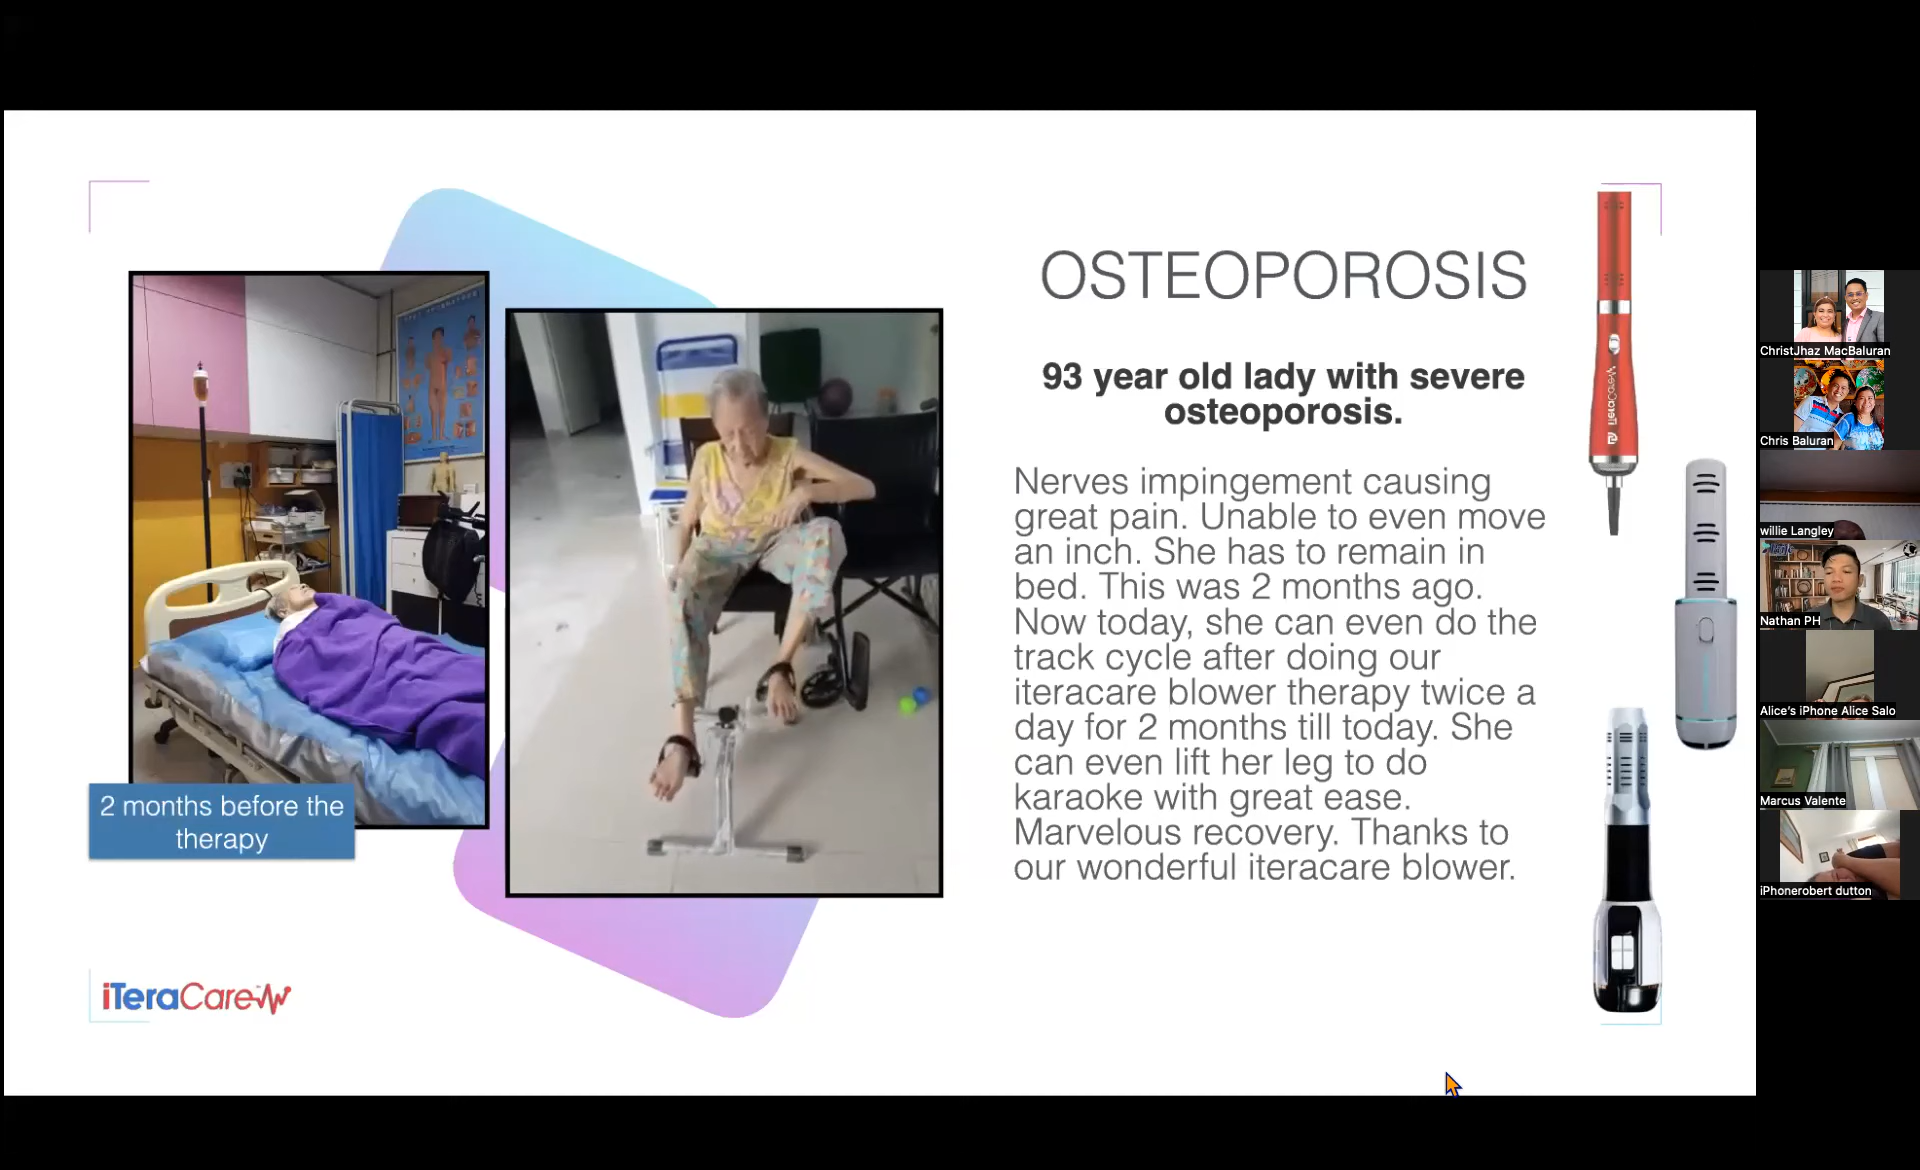 OSTEOPOROSIS
93 year old lady with severe
osteoporosis.
Nerves impingement causing
great pain. Unable to even move
an inch. She has to remain in
bed. This was 2 months ago.
Now today, she can even do the
track cycle after doing our
iteracare blower therapy twice a
day for 2 months till today. She
can even lift her leg to do
karaoke with great ease.
Marvelous recovery. Thanks to
our wonderful iteracare blower.
2 months before the
therapy
iTeraCare
iTeraCare
ChristJhaz MacBaluran
Chris Baluran
willie Langley
Nathan PH
Alice's iPhone Alice Salo
Marcus Valente
iPhonerobert dutton